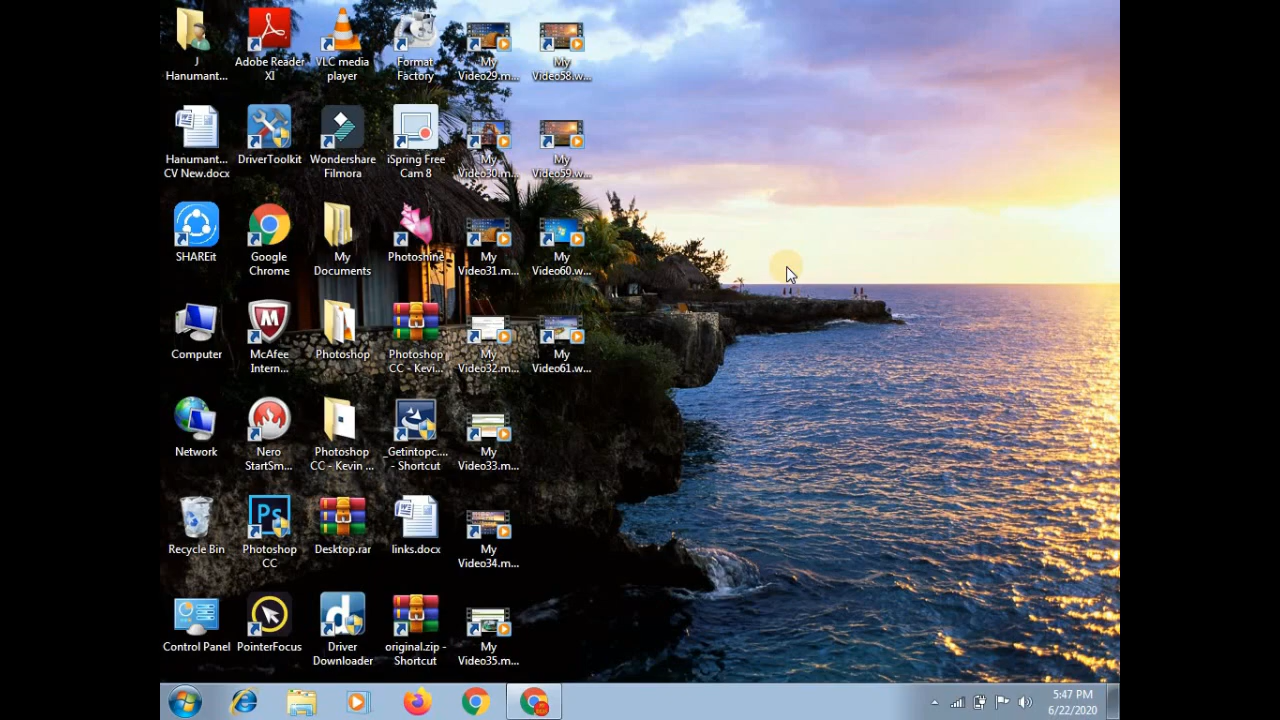 J
Hanumant...
Adobe Reader
XI
VLC media
player
Format
Factory
My
Video29.m...
My
Video58.w...
Hanumant...
CV New.docx
DriverToolkit
Wondershare
Filmora
iSpring Free
Cam 8
My
Video30.m...
My
Video59.w...
SHAREit
Google
Chrome
My
Documents
Photoshine
My
Video31.m...
My
Video60.w...
Computer
McAfee
Intern...
Photoshop
Photoshop
CC - Kevi...
My
Video32.m...
My
Video61.w...
Network
Nero
StartSm...
Photoshop
CC - Kevin ...
_Getintopc....
- Shortcut
My
Video33.m...
Recycle Bin
Ps
Photoshop
CC
Desktop.rar
links.docx
My
Video34.m...
Control Panel
PointerFocus
d
Driver
Downloader
original.zip -
Shortcut
My
Video35.m...
5:47 PM
6/22/2020